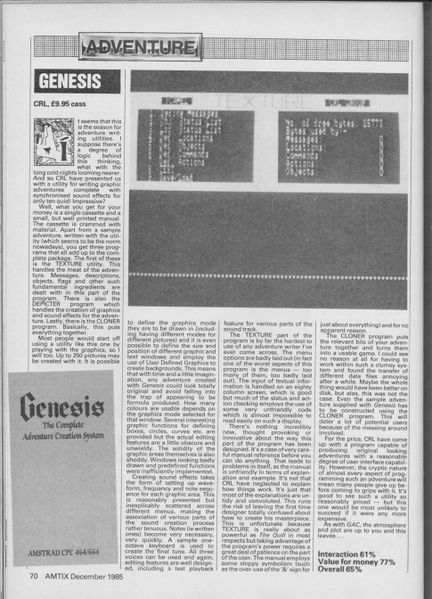 ADVENTURE
GENESIS
CRL, £9.95 cass
It seems that this
is the season for
adventure writ-
ing utilities. I
suppose there's
a degree of
logic behind
this thinking,
what with the
long cold nights looming nearer.
And so CRL have presented us
with a utility for writing graphic
adventures complete with
synchronised sound effects for
only ten quid! Impressive?
Well, what you get for your
money is a single cassette and a
small, but well printed manual.
The cassette is crammed with
material. Apart from a sample
adventure, written with the utili-
ty (which seems to be the norm
nowadays), you get three prog-
rams that all add up to the com-
plete package. The first of these
is the TEXTURE utility. This
handles the meat of the adven-
ture. Messages, descriptions,
objects, flags and other such
fundamental ingredients are
dealt with in this part of the
program. There is also the
DEPICTER program which
handles the creation of graphics
and sound effects for the adven-
ture. Lastly, there is the CLONER
program. Basically, this puts
everything together.
Most people would start off
using a utility like this one by
playing with the graphics, so I
will too. Up to 250 pictures may
be created with it. It is possible
Genesis
The Complete
Adventure Creation System
AMSTRAD CPC 464/664
TEXTURE
CRL GROUP
No. of free bytes: 25773
Bytes used by-
Messages
Objects
Commands
Conditions
Actions
Options
to define the graphics mode
they are to be drawn in (includ-
ing having different modes for
different pictures) and it is even
possible to define the size and
position of different graphic and
text windows and employ the
use of User Defined Graphics to
create backgrounds. This means
that with time and a little imagin-
ation, any adventure created
with Genesis could look totally
original and avoid falling into
the trap of appearing to be
formula produced. How many
colours are usable depends on
the graphics mode selected for
that window. Several interesting
graphic functions for defining
boxes, circles, curves etc, are
provided but the actual editing
features are a little obscure and
unwieldy. The solidity of the
graphic areas themselves is also
shoddy. Windows looking badly
drawn and predefined functions
were inefficiently implemented.
Creating sound effects takes
the form of setting up wave-
form, frequency and note sequ-
ence for each graphic area. This
is reasonably presented but
inexplicably scattered across
different menus, making the
association of various parts of
the sound creation process
rather tenuous. Notes (ie written
ones) become very necessary,
very quickly. A sample one-
octave keyboard is used to
create the final tune. All three
voices can be used and again,
editing features are well design-
ed, including a test playback
feature for various parts of the
sound track.
The TEXTURE part of the
program is by far the hardest to
use of any adventure writer I've
ever come across. The menu
options are badly laid out (in fact
one of the worst aspects of this
program is the menus — too
many of them, too badly laid
out). The input of textual infor-
mation is handled on an eighty
column screen, which is good
but much of the status and act-
ion checking employs the use of
some very unfriendly code
which is almost impossible to
read easily on such a display.
There's nothing incredibly
new, thought provoking or
innovative about the way this
part of the program has been
designed. It's a case of very care-
ful manual reference before you
can do anything. That leads to
problems in itself, as the manual
is unfriendly in terms of explan-
ation and example. It's not that
CRL have neglected to explain
how things work. It's just that
most of the explanations are un-
tidy and convoluted. This runs
the risk of leaving the first time
designer totally confused about
how to create his masterpiece.
This is unfortunate because
TEXTURE is really about as
powerful as The Quill in most
respects but taking advantage of
the program's power requires a
great deal of patience on the part
of the user. The manual employs
some sloppy symbolism (such
as the over-use of the '&' sign for
just about everything) and for no
apparent reason.
The CLONER program puts
the relevant bits of your adven-
ture together and turns them
into a usable game. I could see
no reason at all for having to
work within such a clumsy sys-
tem and found the transfer of
different data files annoying
after a while. Maybe the whole
thing would have been better on
disk, but alas, this was not the
case. Even the sample adven-
ture supplied with Genesis has
to be constructed using the
CLONER program. This will
deter a lot of potential users
because of the messing around
involved.
For the price, CRL have come
up with a program capable of
producing original looking
adventures with a reasonable
degree of user interface capabili-
ty. However, the cryptic nature
of almost every aspect of prog-
ramming such an adventure will
mean many people give up be-
fore coming to grips with it. It's
good to see such a utility so
reasonably priced — but this
one would be most unlikely to
succeed if it were any more
expensive.
As with GAC, the atmosphere
and plot are up to you and this
leaves . . .
Interaction 61%
Value for money 77%
Overall 65%
70 AMTIX December 1985